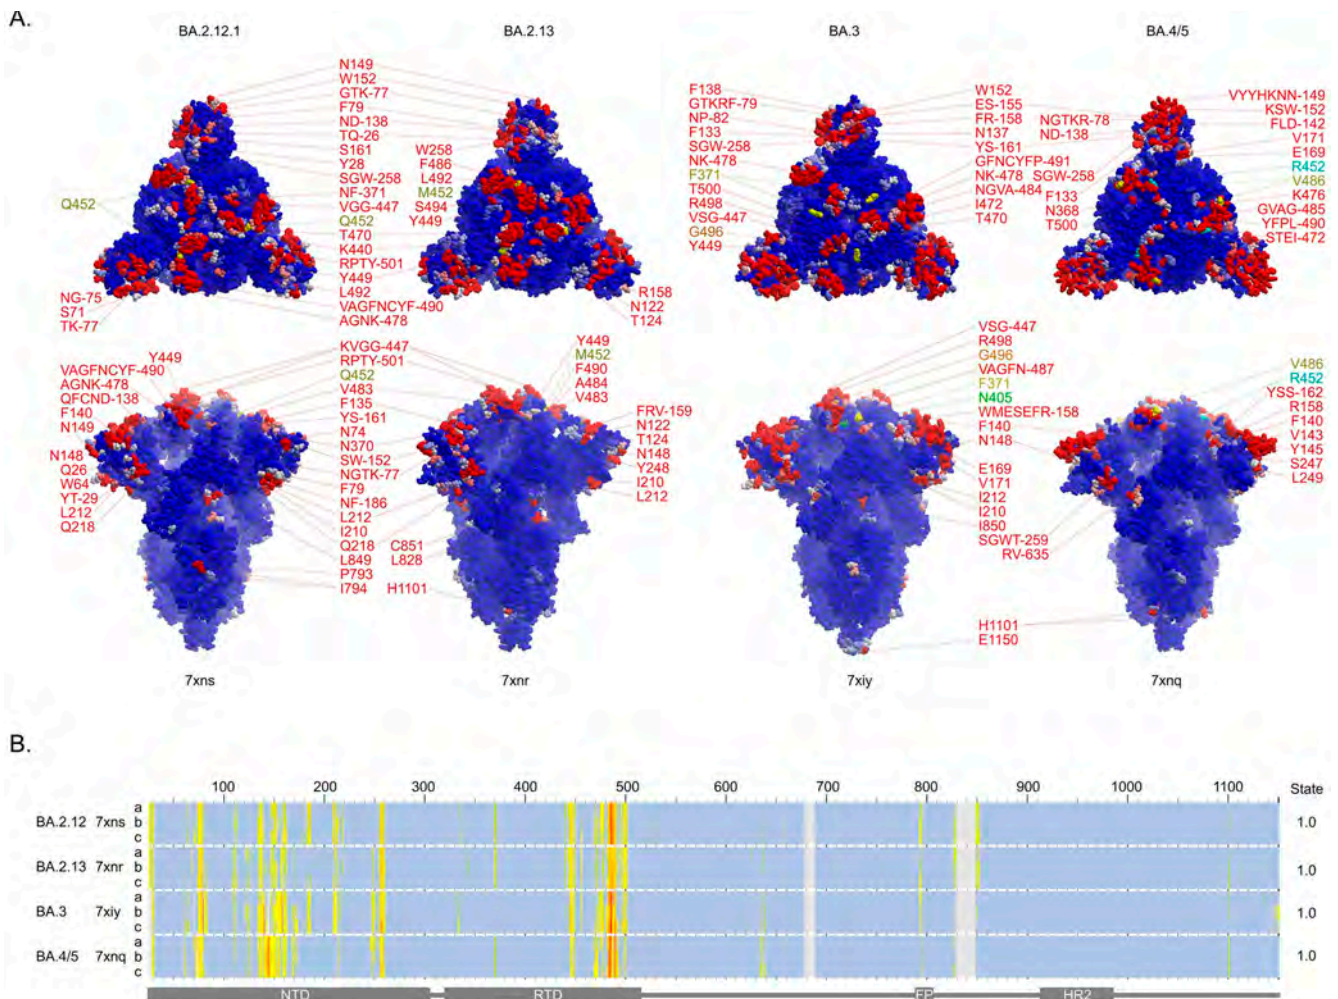 A.
BA.2.12.1
BA.2.13
BA.3
BA.4/5
N149
W152
GTK-77
F79
ND-138
TQ-26
S161
Y28
SGW-258
NF-371
VGG-447
Q452
T470
K440
RPTY-501
Y449
L492
VAGFNCYF-490
AGNK-478
Q452
NG-75
S71
TK-77
W258
F486
L492
M452
S494
Y449
R158
N122
T124
F138
GTKRF-79
NP-82
F133
SGW-258
NK-478
F371
T500
R498
VSG-447
G496
Y449
W152
ES-155
FR-158
N137
YS-161
GFNCYFP-491
NK-478
NGVA-484
I472
T470
NGTKR-78
ND-138
SGW-258
F133
N368
T500
VYYHKNN-149
KSW-152
FLD-142
V171
E169
R452
V486
K476
GVAG-485
YFPL-490
STEI-472
Y449
VAGFNCYF-490
AGNK-478
QFCND-138
F140
N149
N148
Q26
W64
YT-29
L212
Q218
KVGG-447
RPTY-501
Q452
V483
F135
YS-161
N74
N370
SW-152
NGTK-77
F79
NF-186
L212
I210
Q218
L849
P793
I794
C851
L828
H1101
Y449
M452
F490
A484
V483
FRV-159
N122
T124
N148
Y248
I210
L212
VSG-447
R498
G496
VAGFN-487
F371
N405
WMESEFR-158
F140
N148
E169
V171
I212
I210
I850
SGWT-259
RV-635
H1101
E1150
V486
R452
YSS-162
R158
F140
V143
Y145
S247
L249
7xns
7xnr
7xiy
7xnq
B.
100 200 300 400 500 600 700 800 900 1000 1100 State
BA.2.12 7xns a b c 1.0
BA.2.13 7xnr a b c 1.0
BA.3 7xiy a b c 1.0
BA.4/5 7xnq a b c 1.0
NTD RTD FP HR2